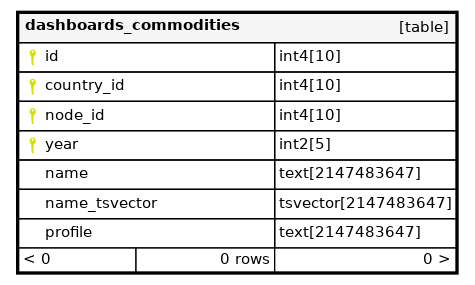 dashboards_commodities [table]
id int4[10]
country_id int4[10]
node_id int4[10]
year int2[5]
name text[2147483647]
name_tsvector tsvector[2147483647]
profile text[2147483647]
< 0 0 rows 0 >